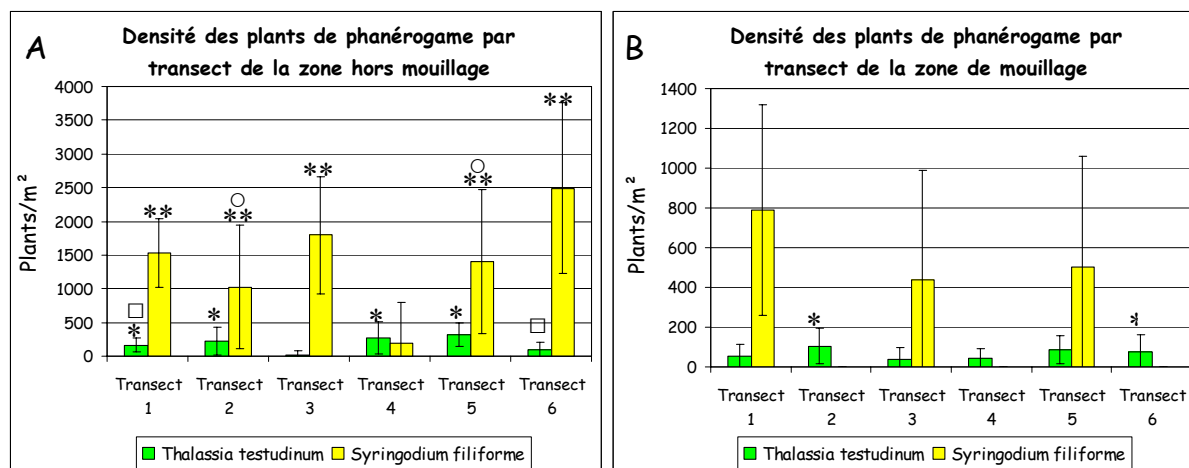 A
Densité des plants de phanérogame par
transect de la zone hors mouillage
Plants/m²
4000
3500
3000
2500
2000
1500
1000
500
0
**
**
**
**
**
*
*
*
*
Transect 1
Transect 2
Transect 3
Transect 4
Transect 5
Transect 6
Thalassia testudinum
Syringodium filiforme
B
Densité des plants de phanérogame par
transect de la zone de mouillage
Plants/m²
1400
1200
1000
800
600
400
200
0
*
*
Transect 1
Transect 2
Transect 3
Transect 4
Transect 5
Transect 6
Thalassia testudinum
Syringodium filiforme